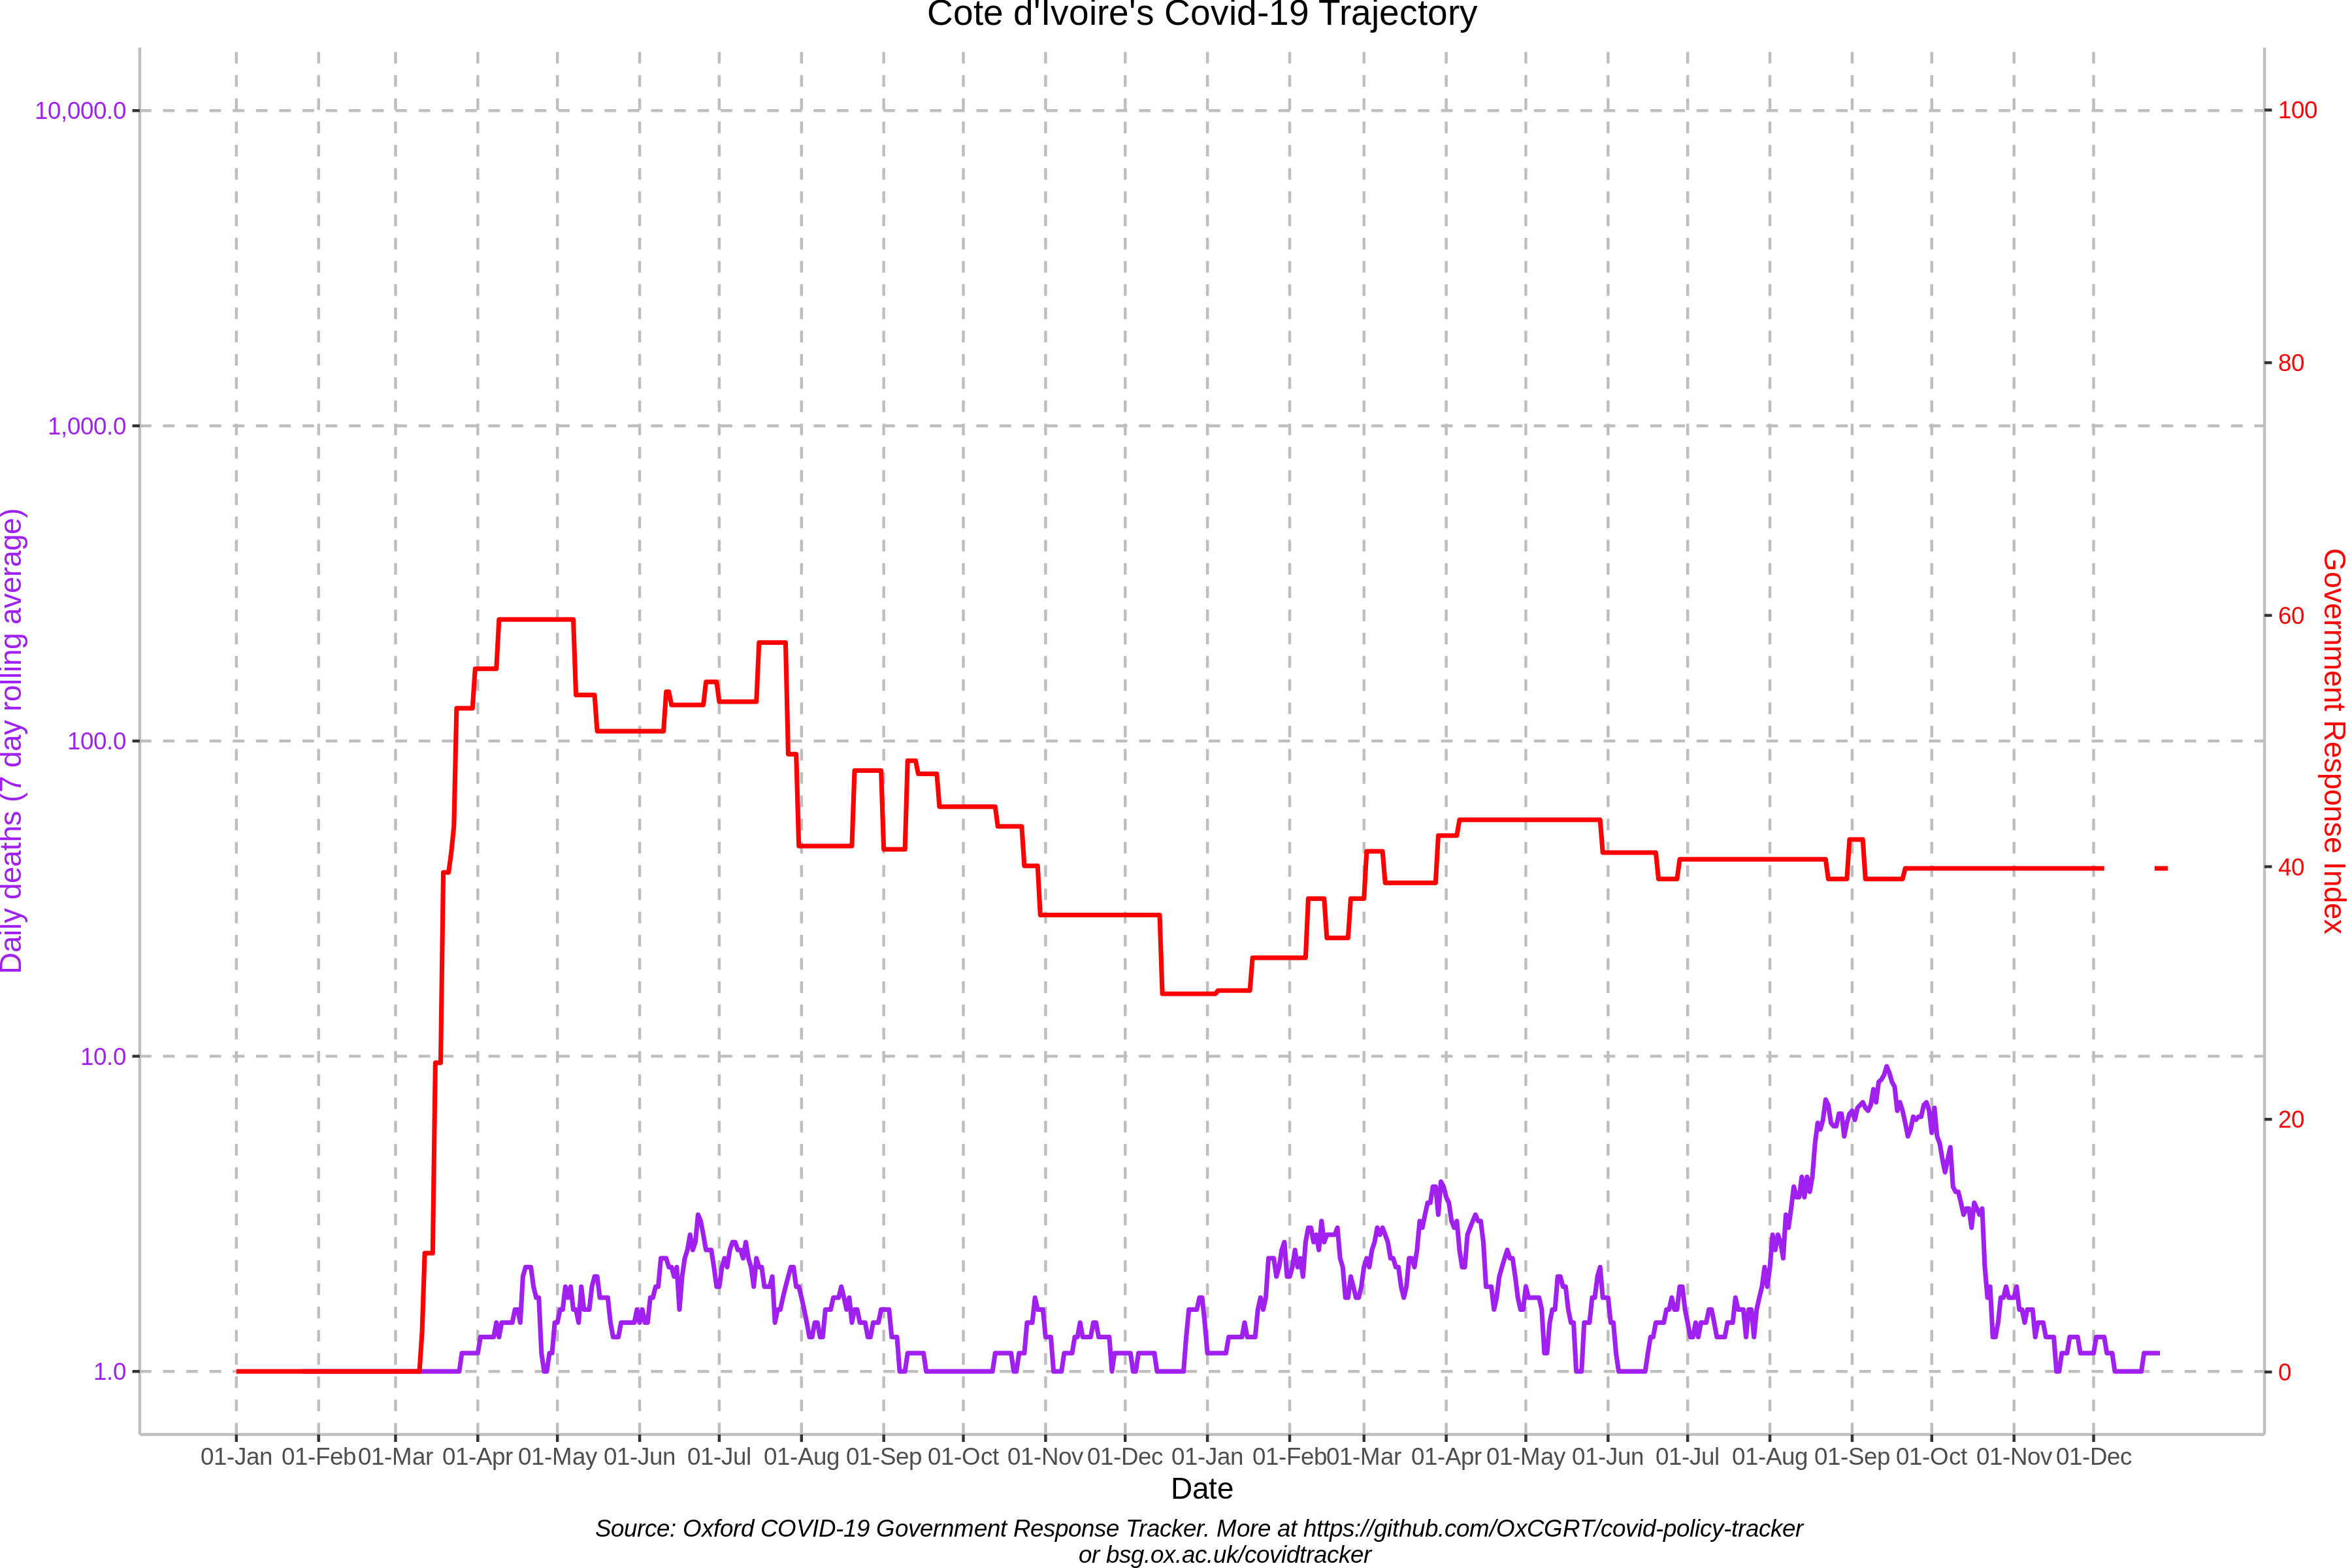 Cote d'Ivoire's Covid-19 Trajectory
10,000.0
1,000.0
100.0
10.0
1.0
Daily deaths (7 day rolling average)
100
80
60
40
20
0
Government Response Index
01-Jan 01-Feb 01-Mar 01-Apr 01-May 01-Jun 01-Jul 01-Aug 01-Sep 01-Oct 01-Nov 01-Dec 01-Jan 01-Feb 01-Mar 01-Apr 01-May 01-Jun 01-Jul 01-Aug 01-Sep 01-Oct 01-Nov 01-Dec
Date
Source: Oxford COVID-19 Government Response Tracker. More at https://github.com/OxCGRT/covid-policy-tracker
or bsg.ox.ac.uk/covidtracker